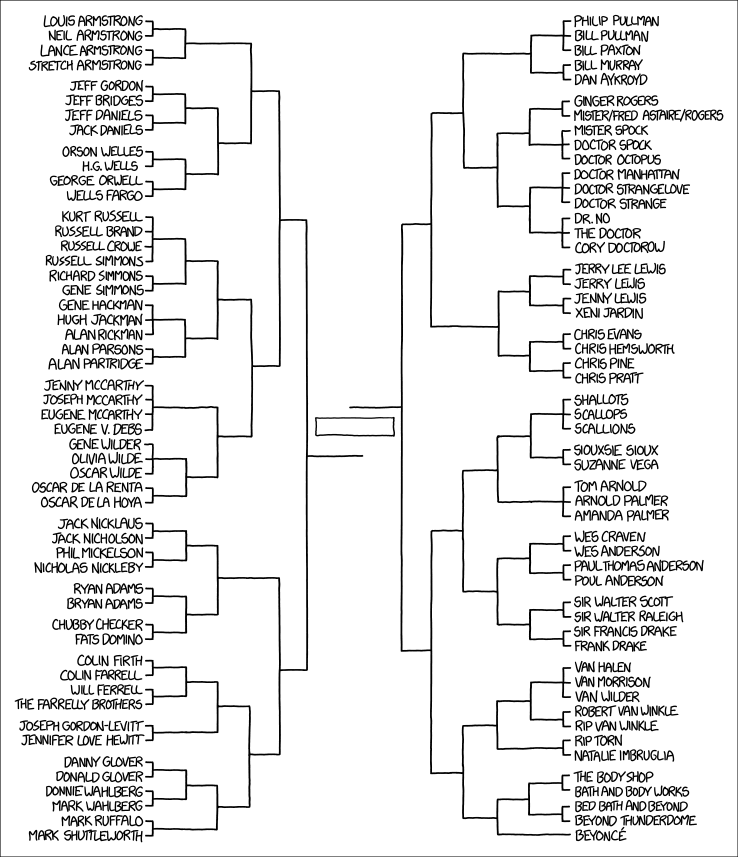 LOUIS ARMSTRONG
NEIL ARMSTRONG
LANCE ARMSTRONG
STRETCH ARMSTRONG
JEFF GORDON
JEFF BRIDGES
JEFF DANIELS
JACK DANIELS
ORSON WELLES
H.G. WELLS
GEORGE ORWELL
WELLS FARGO
KURT RUSSELL
RUSSELL BRAND
RUSSELL CROWE
RUSSELL SIMMONS
RICHARD SIMMONS
GENE SIMMONS
GENE HACKMAN
HUGH JACKMAN
ALAN RICKMAN
ALAN PARSONS
ALAN PARTRIDGE
JENNY MCCARTHY
JOSEPH MCCARTHY
EUGENE MCCARTHY
EUGENE V. DEBS
GENE WILDER
OLIVIA WILDE
OSCAR WILDE
OSCAR DE LA RENTA
OSCAR DE LA HOYA
JACK NICKLAUS
JACK NICHOLSON
PHIL MICKELSON
NICHOLAS NICKLEBY
RYAN ADAMS
BRYAN ADAMS
CHUBBY CHECKER
FATS DOMINO
COLIN FIRTH
COLIN FARRELL
WILL FERRELL
THE FARRELLY BROTHERS
JOSEPH GORDON-LEVITT
JENNIFER LOVE HEWITT
DANNY GLOVER
DONALD GLOVER
DONNIE WAHLBERG
MARK WAHLBERG
MARK RUFFALO
MARK SHUTTLEWORTH
PHILIP PULLMAN
BILL PULLMAN
BILL PAXTON
BILL MURRAY
DAN AYKROYD
GINGER ROGERS
MISTER/FRED ASTAIRE/ROGERS
MISTER SPOCK
DOCTOR SPOCK
DOCTOR OCTOPUS
DOCTOR MANHATTAN
DOCTOR STRANGELOVE
DOCTOR STRANGE
DR. NO
THE DOCTOR
CORY DOCTOROW
JERRY LEE LEWIS
JERRY LEWIS
JENNY LEWIS
XENI JARDIN
CHRIS EVANS
CHRIS HEMSWORTH
CHRIS PINE
CHRIS PRATT
SHALLOTS
SCALLOPS
SCALLIONS
SIOUXSIE SIOUX
SUZANNE VEGA
TOM ARNOLD
ARNOLD PALMER
AMANDA PALMER
WES CRAVEN
WES ANDERSON
PAUL THOMAS ANDERSON
POUL ANDERSON
SIR WALTER SCOTT
SIR WALTER RALEIGH
SIR FRANCIS DRAKE
FRANK DRAKE
VAN HALEN
VAN MORRISON
VAN WILDER
ROBERT VAN WINKLE
RIP VAN WINKLE
RIP TORN
NATALIE IMBRUGLIA
THE BODY SHOP
BATH AND BODY WORKS
BED BATH AND BEYOND
BEYOND THUNDERDOME
BEYONCÉ